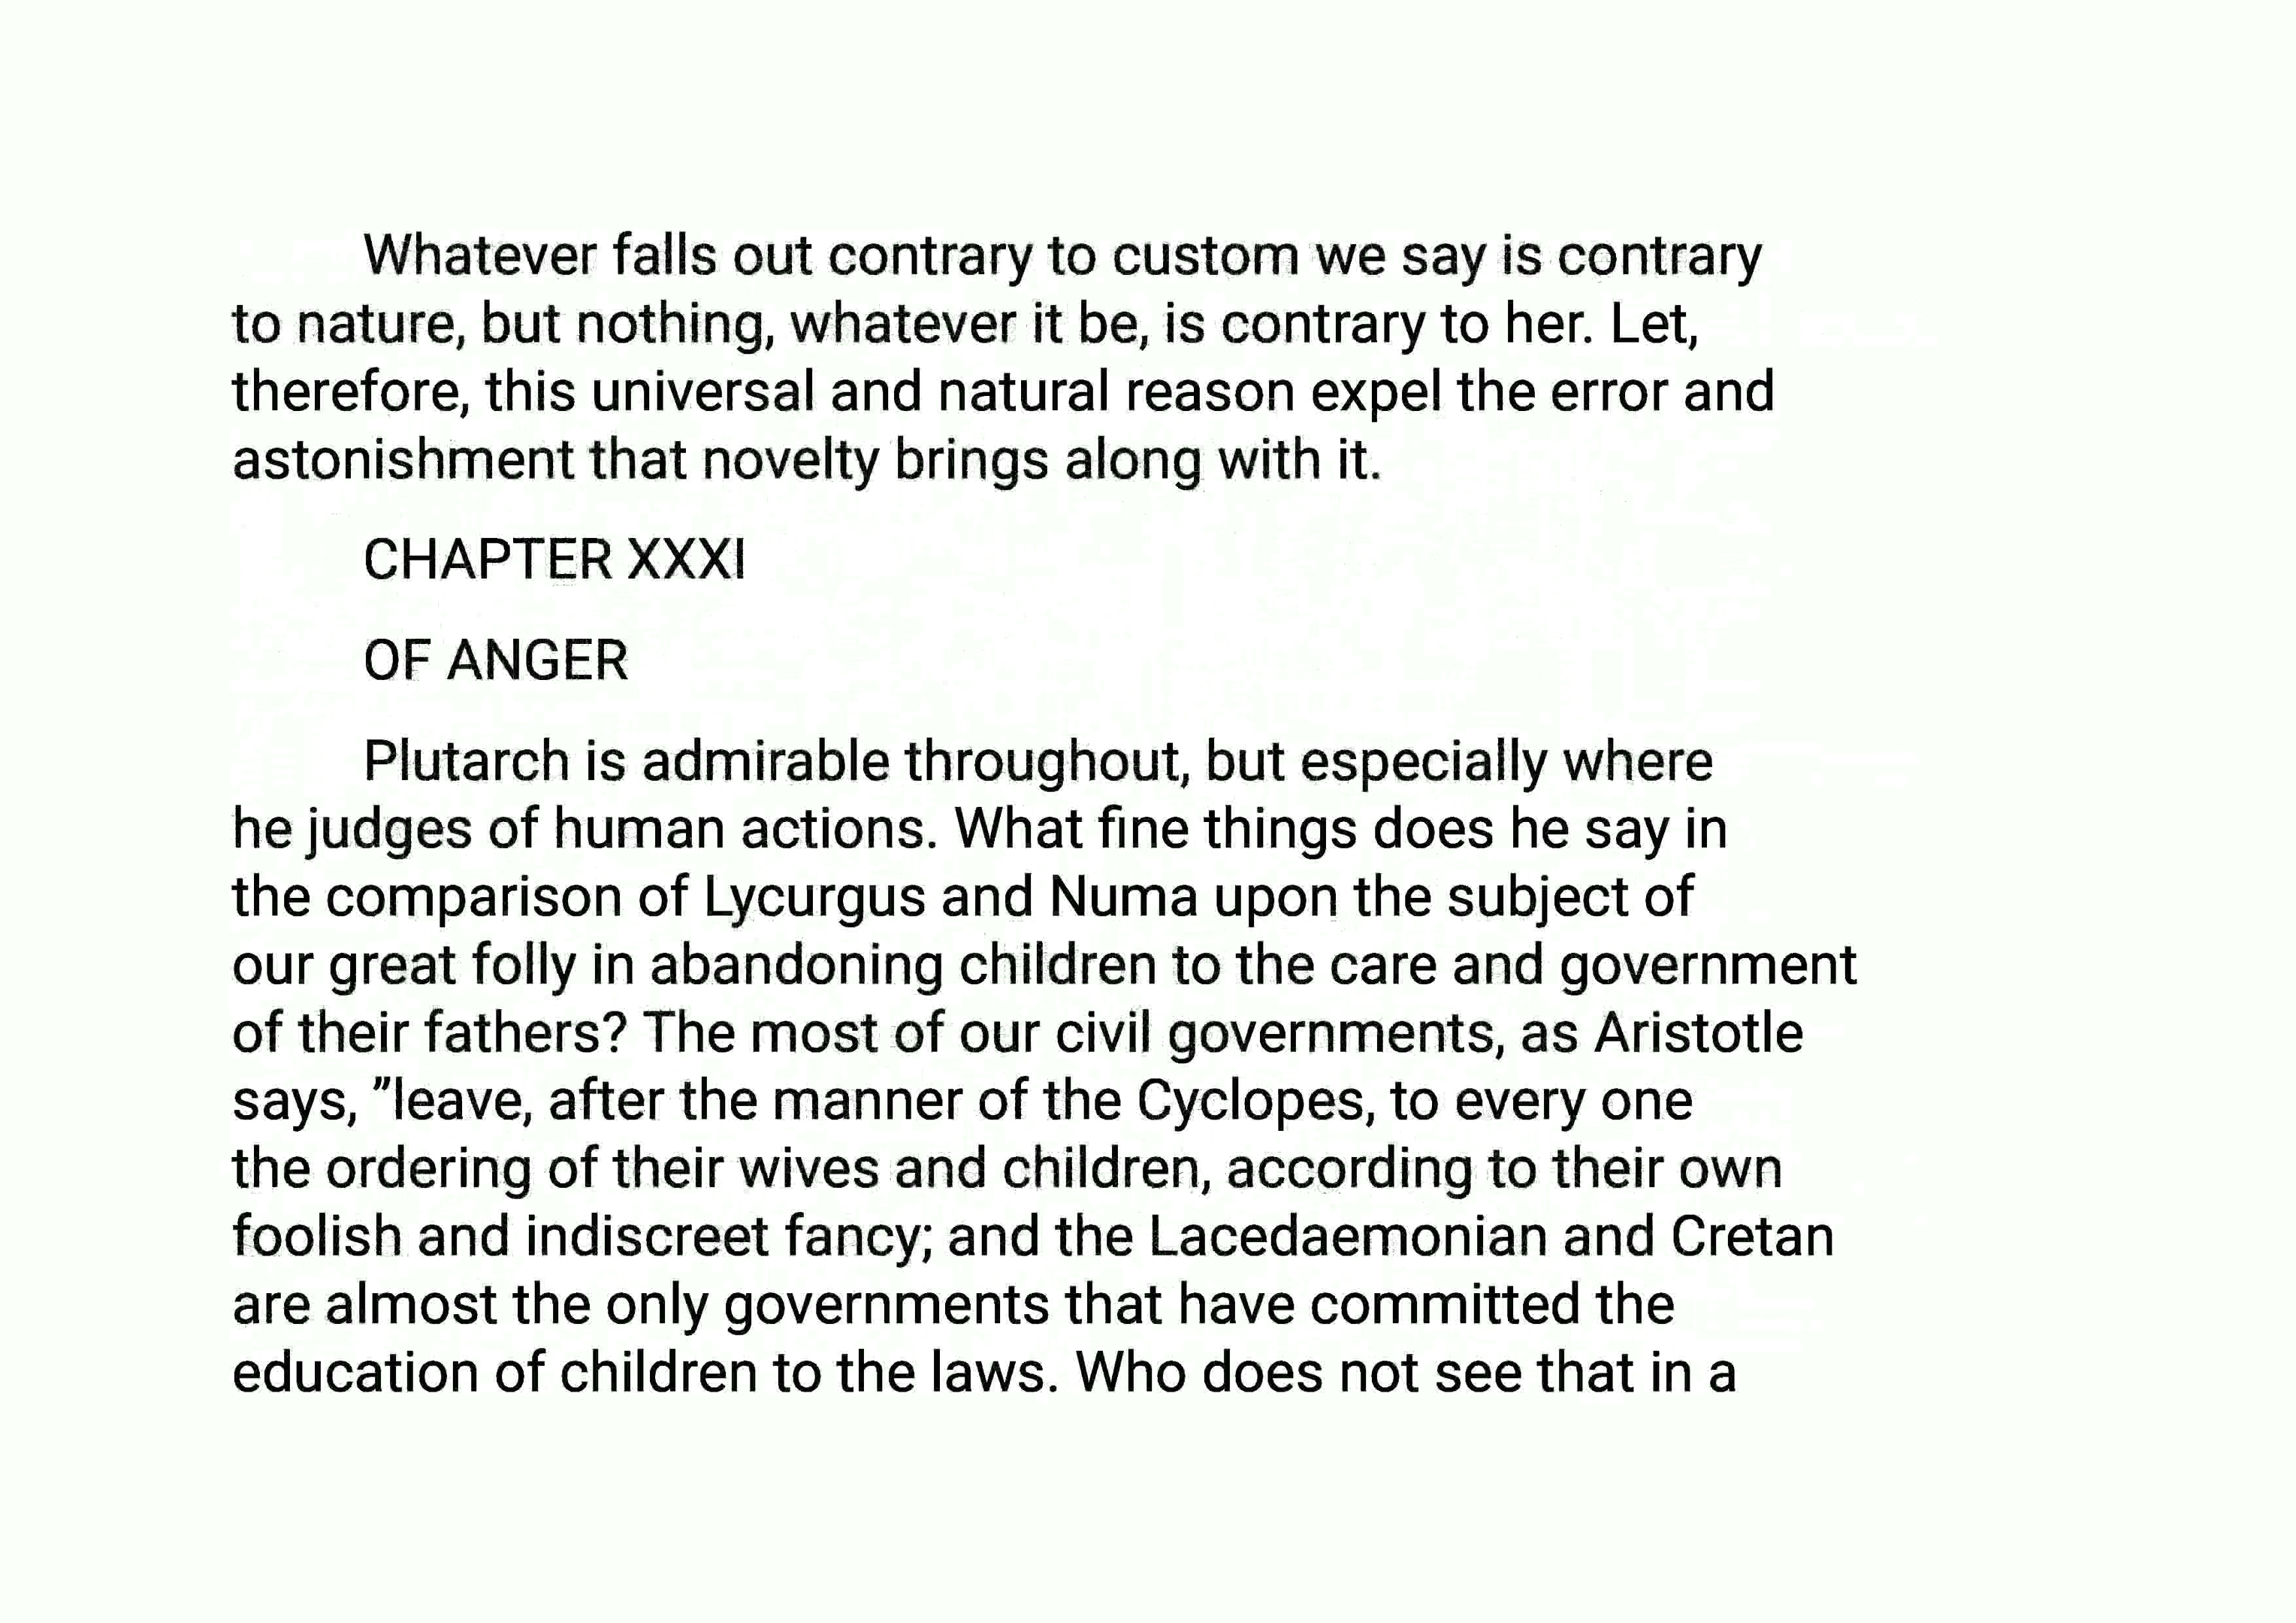 Whatever falls out contrary to custom we say is contrary
to nature, but nothing, whatever it be, is contrary to her. Let,
therefore, this universal and natural reason expel the error and
astonishment that novelty brings along with it.
CHAPTER XXXI
OF ANGER
Plutarch is admirable throughout, but especially where
he judges of human actions. What fine things does he say in
the comparison of Lycurgus and Numa upon the subject of
our great folly in abandoning children to the care and government
of their fathers? The most of our civil governments, as Aristotle
says, ”leave, after the manner of the Cyclopes, to every one
the ordering of their wives and children, according to their own
foolish and indiscreet fancy; and the Lacedaemonian and Cretan
are almost the only governments that have committed the
education of children to the laws. Who does not see that in a